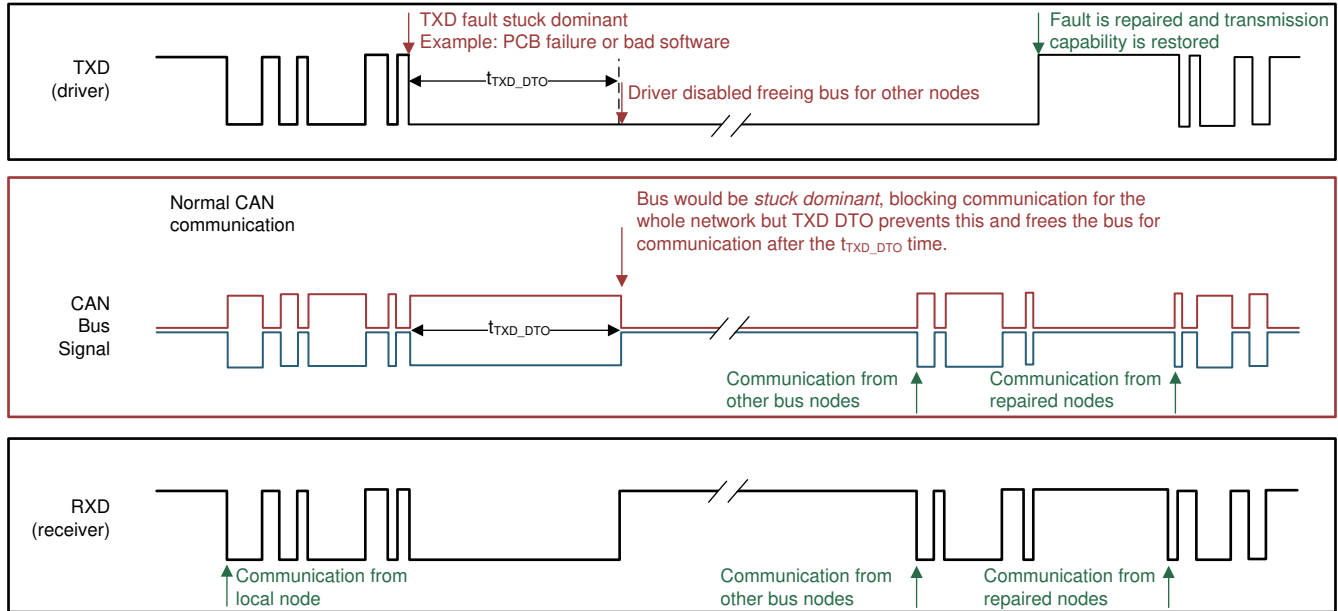 TXD fault stuck dominant
Example: PCB failure or bad software
Fault is repaired and transmission
capability is restored
TXD
(driver)
tTXD_DTO
Driver disabled freeing bus for other nodes
Normal CAN
communication
Bus would be stuck dominant, blocking communication for the
whole network but TXD DTO prevents this and frees the bus for
communication after the tTXD_DTO time.
CAN
Bus
Signal
tTXD_DTO
Communication from
other bus nodes
Communication from
repaired nodes
RXD
(receiver)
Communication from
local node
Communication from
other bus nodes
Communication from
repaired nodes